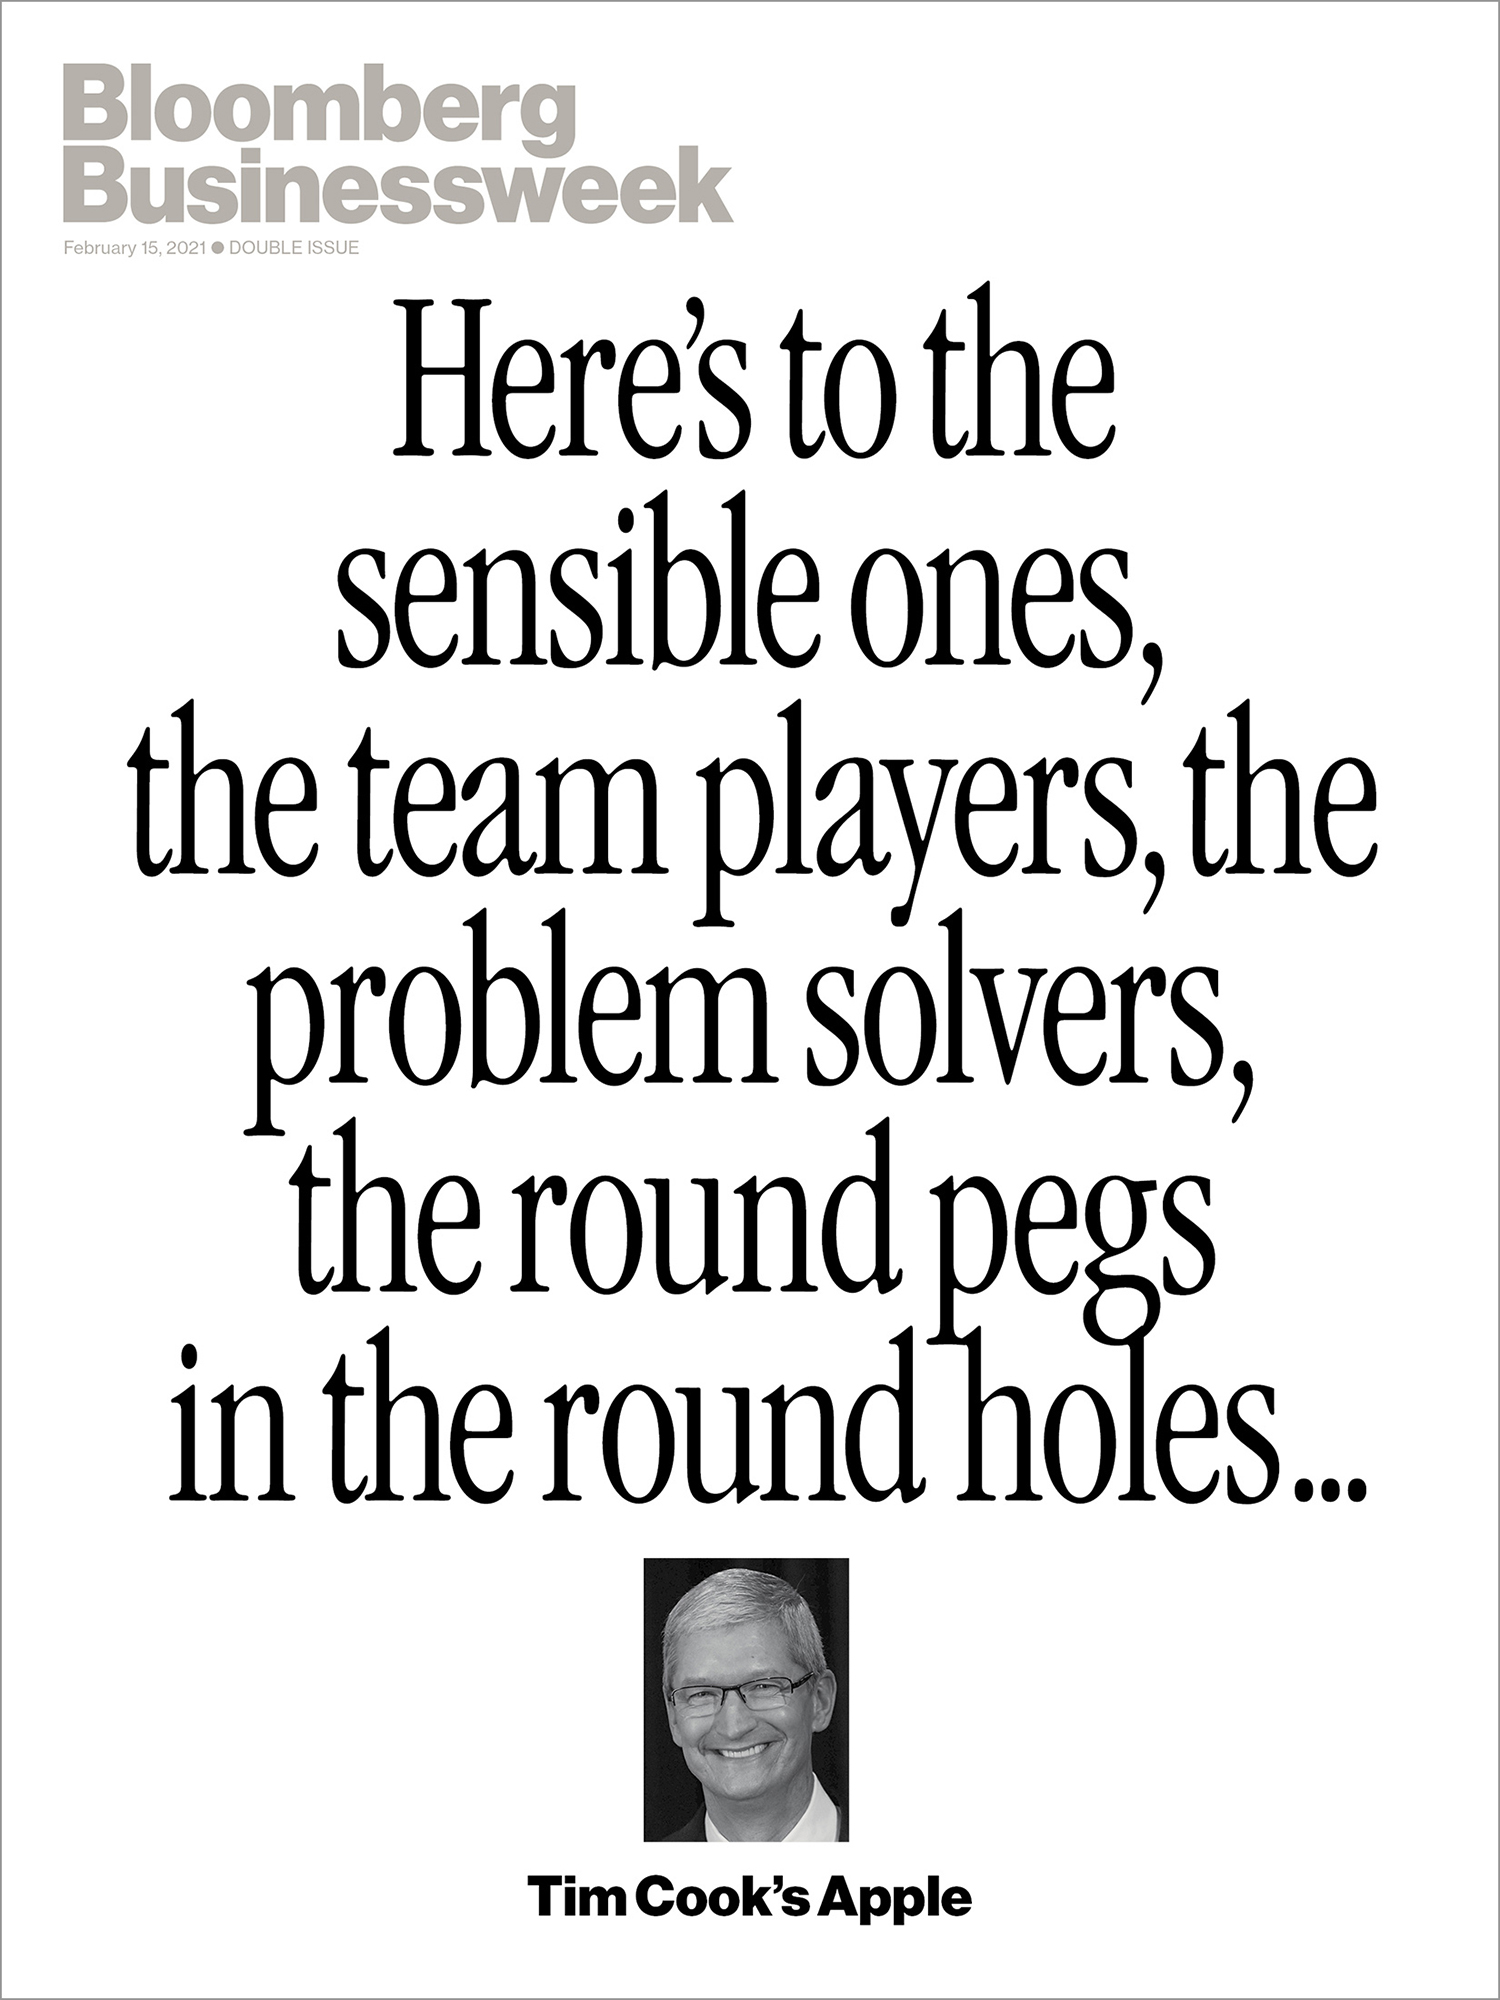 Bloomberg
Businessweek
February 15, 2021 ● DOUBLE ISSUE
Here’s to the
sensible ones,
the team players, the
problem solvers,
the round pegs
in the round holes...
Tim Cook’s Apple